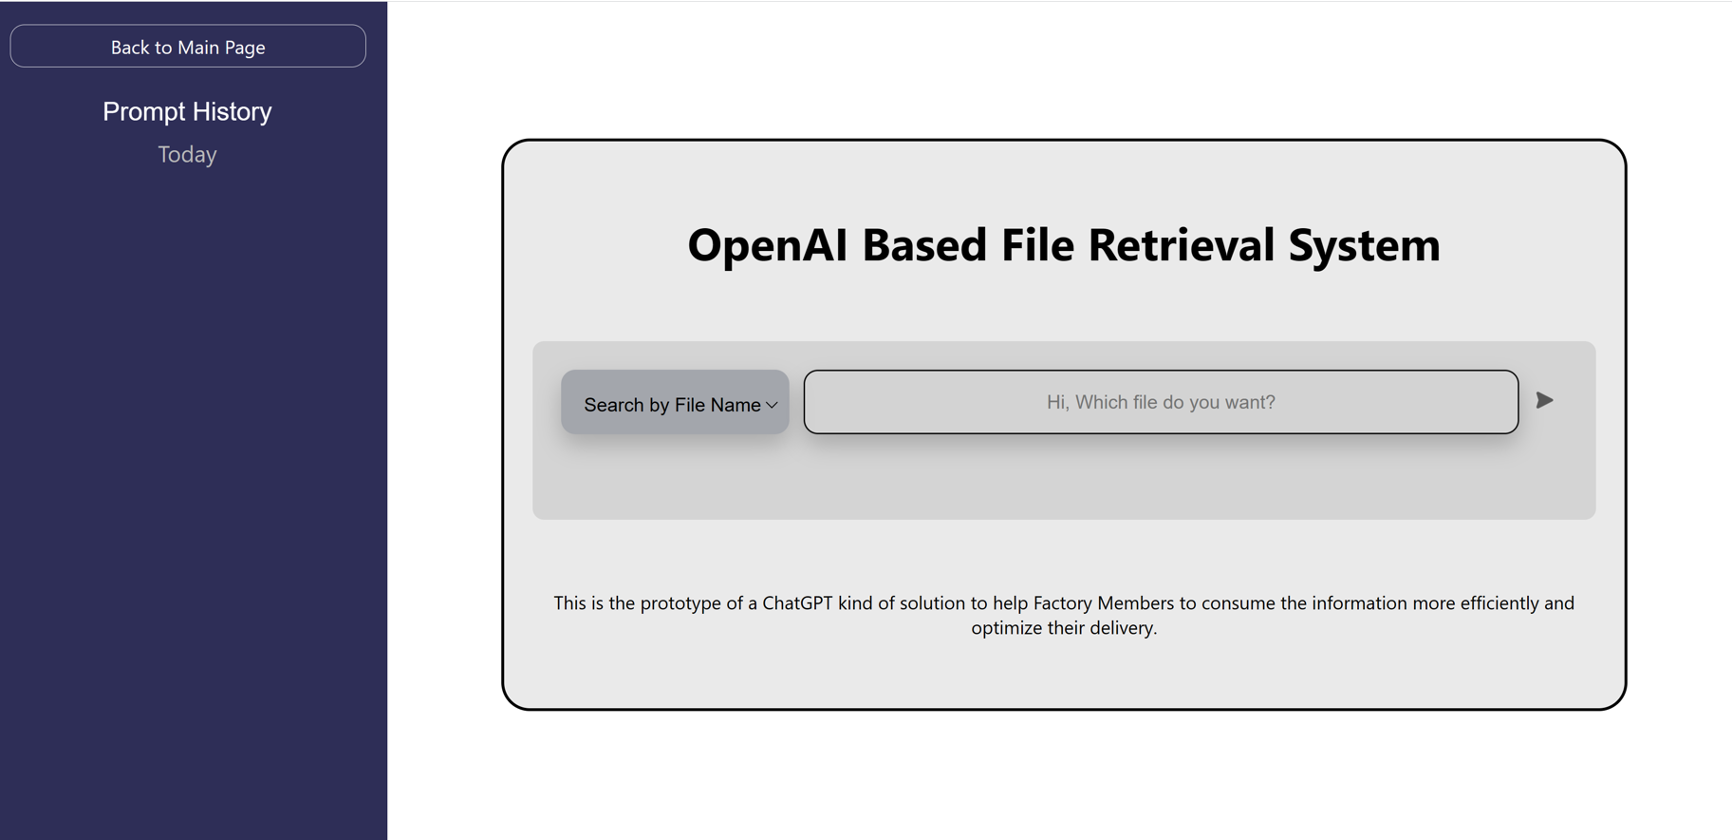 Back to Main Page
Prompt History
Today
OpenAI Based File Retrieval System
Search by File Name
Hi, Which file do you want?
This is the prototype of a ChatGPT kind of solution to help Factory Members to consume the information more efficiently and
optimize their delivery.